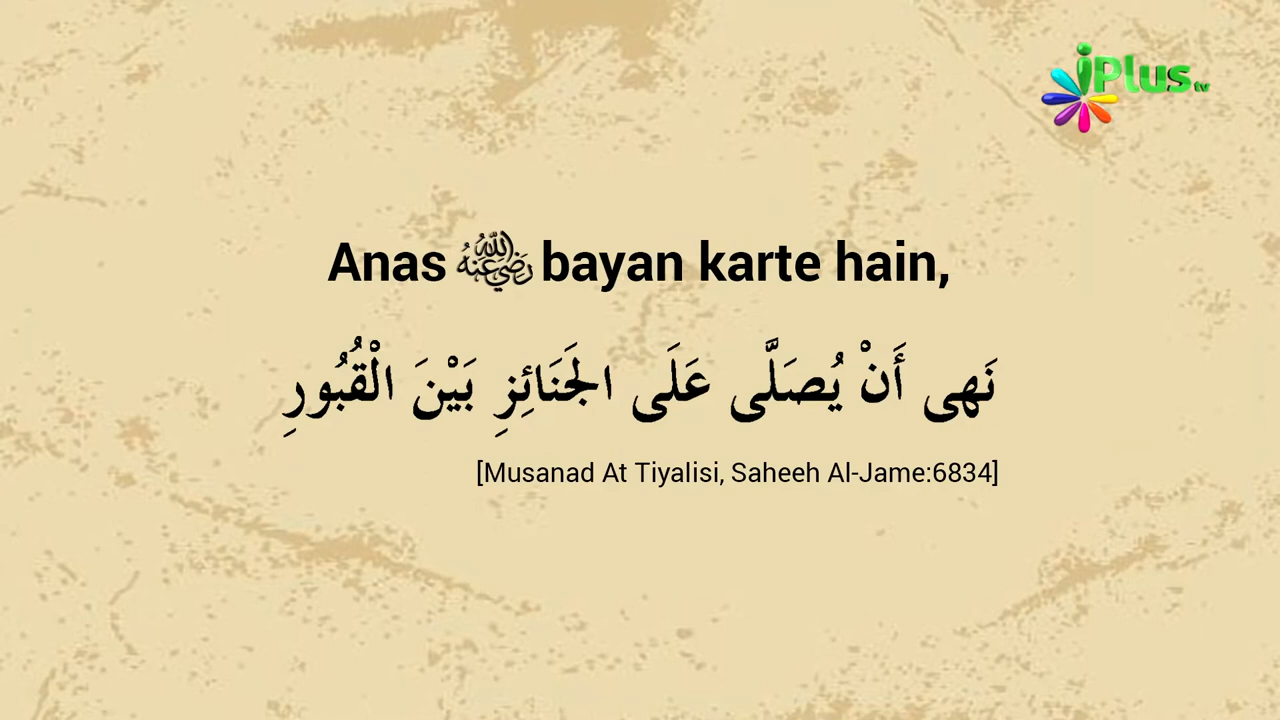 iPlus tv
Anas رضي الله عنه bayan karte hain,
نَهى أَنْ يُصَلَّى عَلَى الجَنَائِزِ بَيْنَ الْقُبُورِ
[Musanad At Tiyalisi, Saheeh Al-Jame:6834]